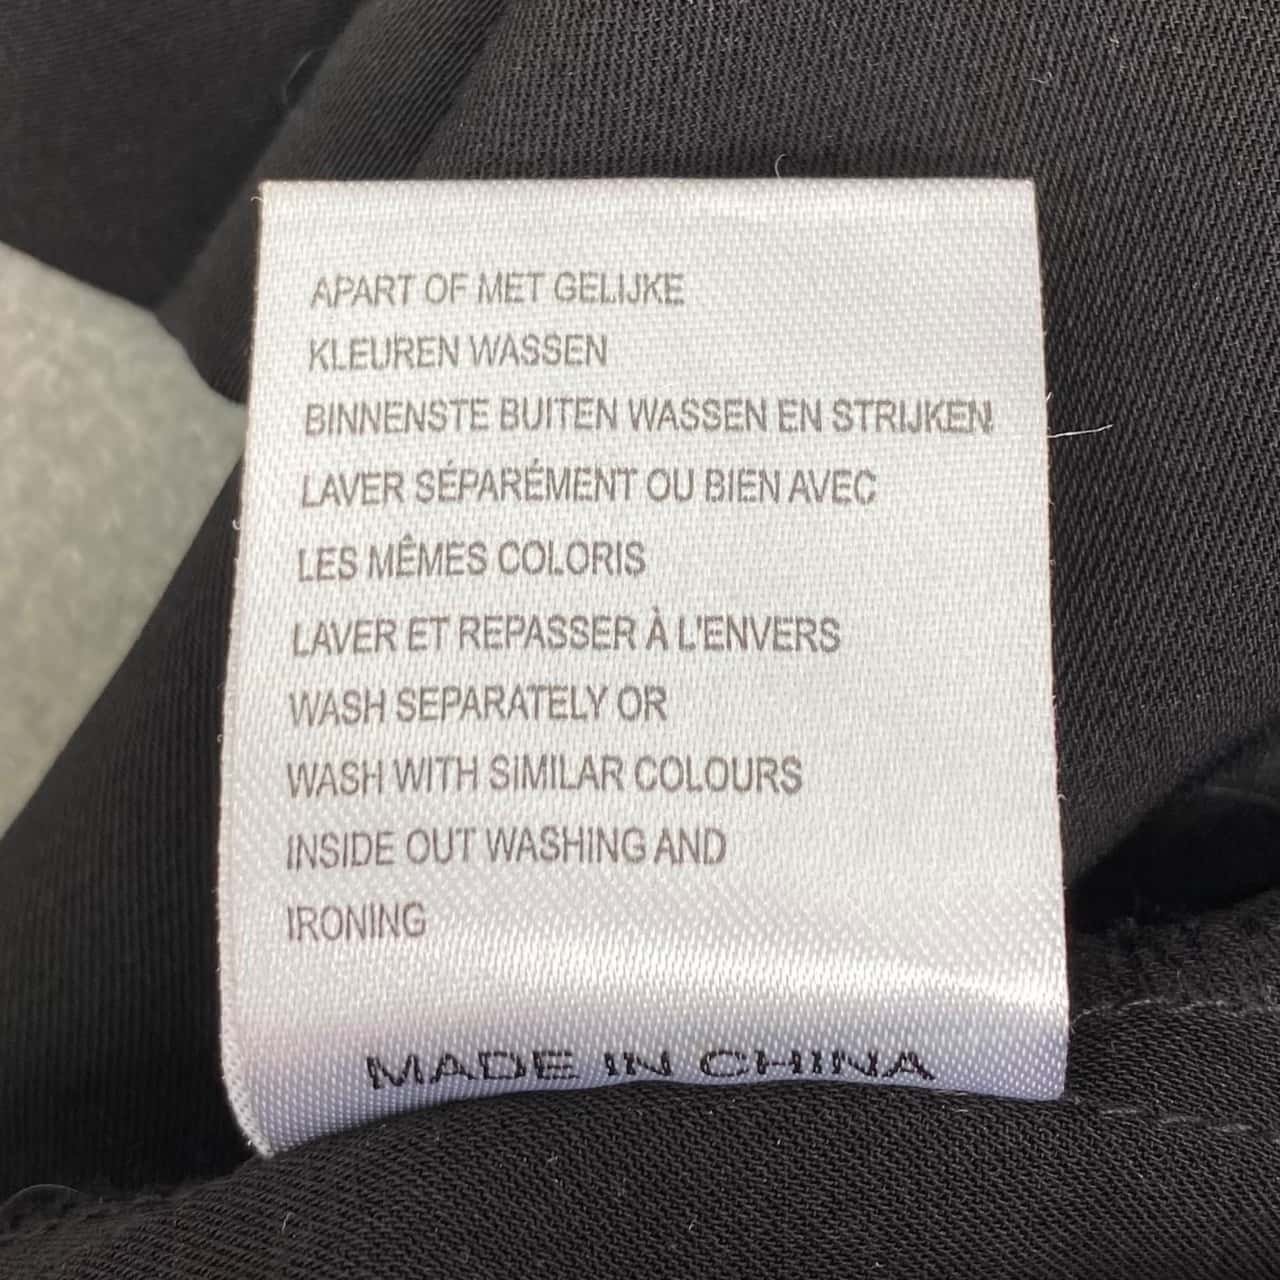 APART OF MET GELIJKE
KLEUREN WASSEN
BINNENSTE BUITEN WASSEN EN STRIJKEN
LAVER SÉPARÉMENT OU BIEN AVEC
LES MÊMES COLORIS
LAVER ET REPASSER À L'ENVERS
WASH SEPARATELY OR
WASH WITH SIMILAR COLOURS
INSIDE OUT WASHING AND
IRONING
MADE IN CHINA